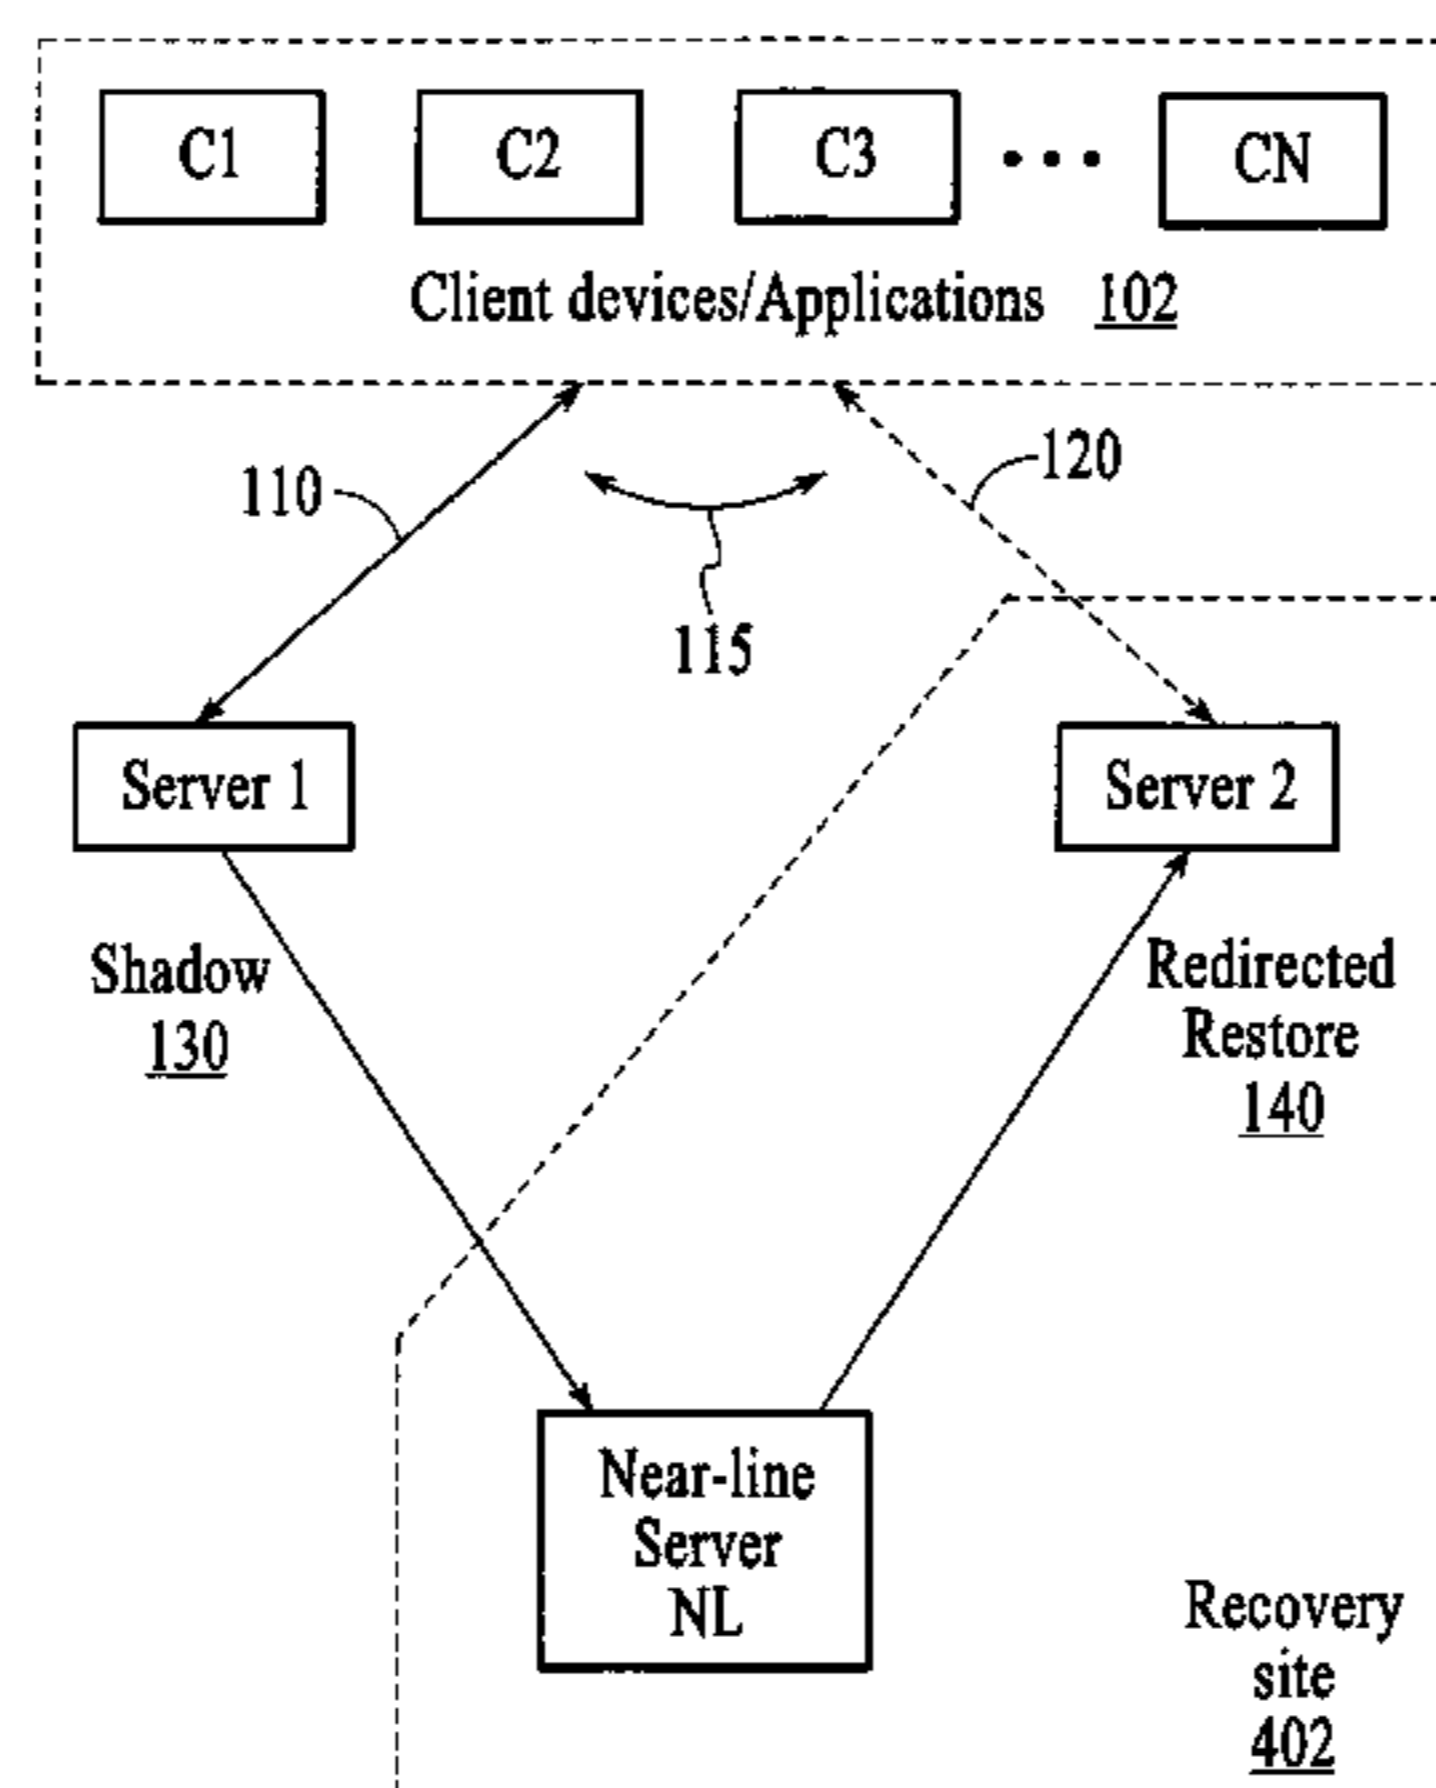 C1 C2 C3 ••• CN
Client devices/Applications 102
110
120
115
Server 1
Server 2
Shadow
130
Redirected
Restore
140
Near-line
Server
NL
Recovery
site
402